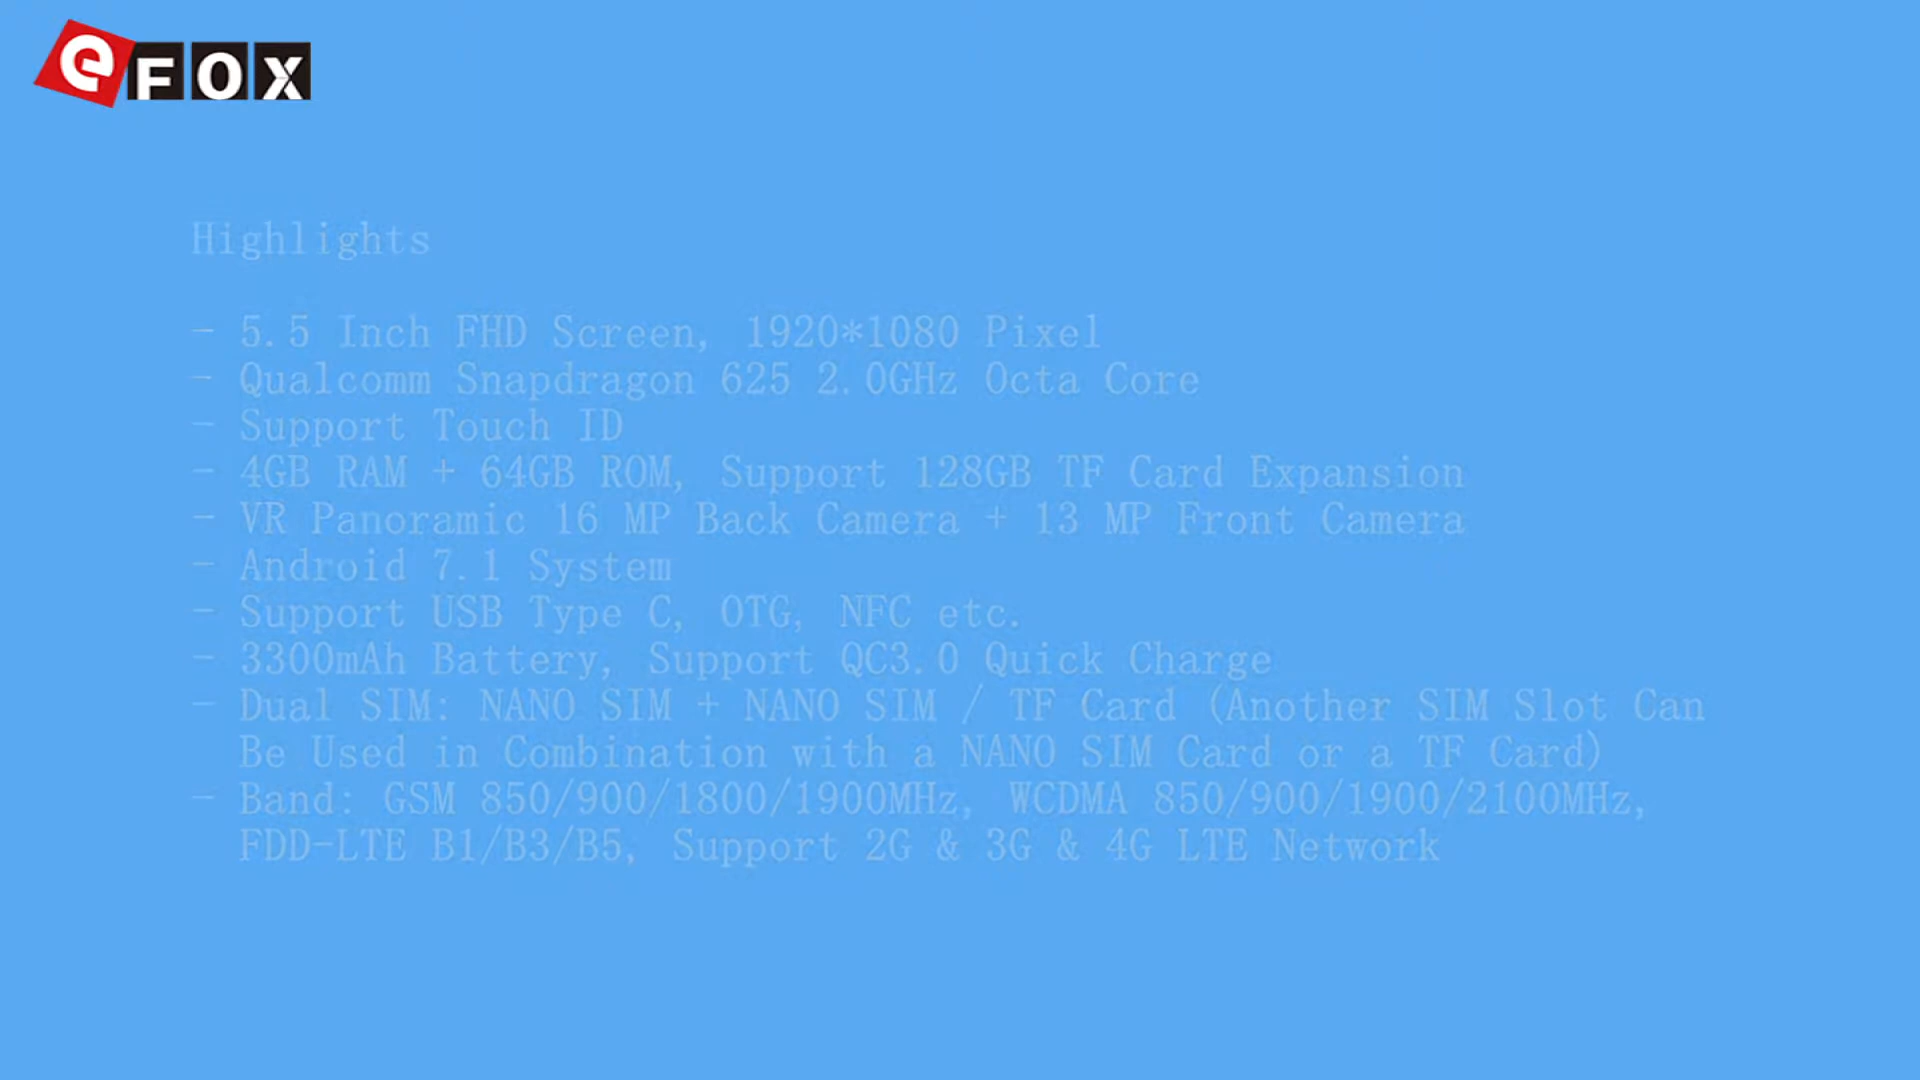 eFOX
Highlights
- 5.5 Inch FHD Screen, 1920*1080 Pixel
- Qualcomm Snapdragon 625 2.0GHz Octa Core
- Support Touch ID
- 4GB RAM + 64GB ROM, Support 128GB TF Card Expansion
- VR Panoramic 16 MP Back Camera + 13 MP Front Camera
- Android 7.1 System
- Support USB Type C, OTG, NFC etc.
- 3300mAh Battery, Support QC3.0 Quick Charge
- Dual SIM: NANO SIM + NANO SIM / TF Card (Another SIM Slot Can
Be Used in Combination with a NANO SIM Card or a TF Card)
- Band: GSM 850/900/1800/1900MHz, WCDMA 850/900/1900/2100MHz,
FDD-LTE B1/B3/B5, Support 2G & 3G & 4G LTE Network